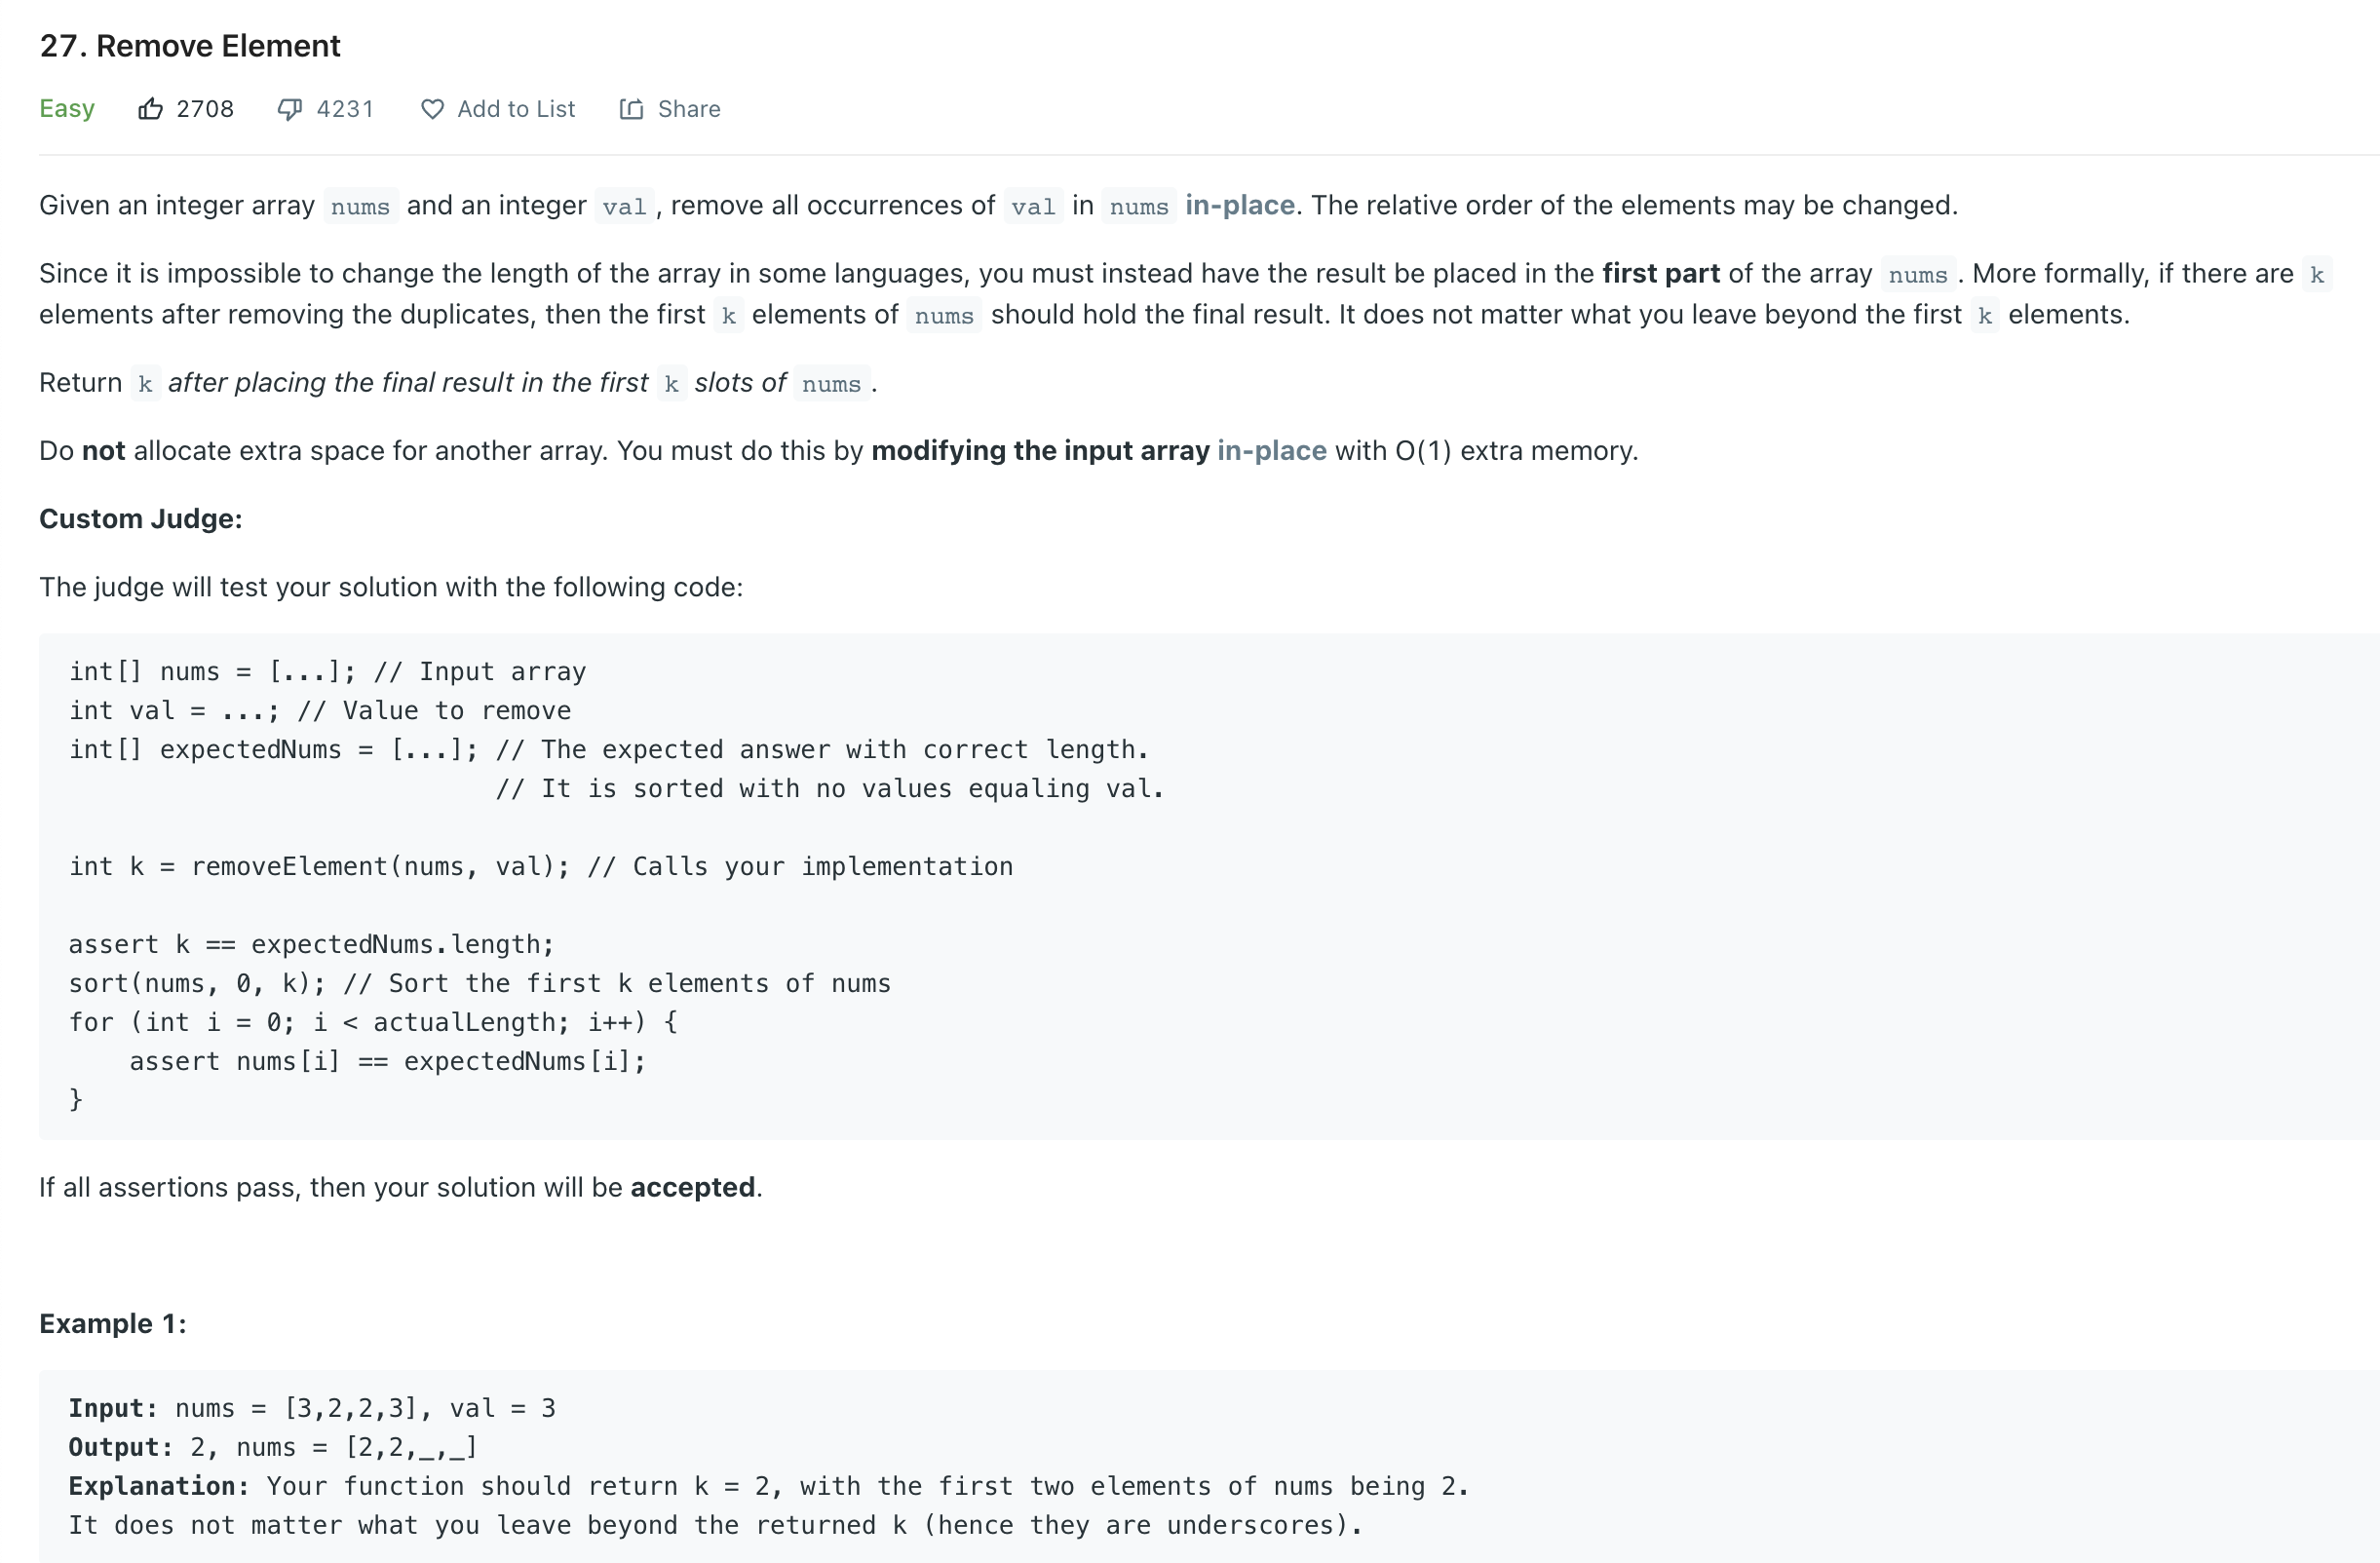 27. Remove Element
Easy 2708 4231 Add to List Share
Given an integer array nums and an integer val, remove all occurrences of val in nums in-place. The relative order of the elements may be changed.
Since it is impossible to change the length of the array in some languages, you must instead have the result be placed in the first part of the array nums. More formally, if there are k
elements after removing the duplicates, then the first k elements of nums should hold the final result. It does not matter what you leave beyond the first k elements.
Return k after placing the final result in the first k slots of nums.
Do not allocate extra space for another array. You must do this by modifying the input array in-place with O(1) extra memory.
Custom Judge:
The judge will test your solution with the following code:
int[] nums = [...]; // Input array
int val = ...; // Value to remove
int[] expectedNums = [...]; // The expected answer with correct length.
                            // It is sorted with no values equaling val.
int k = removeElement(nums, val); // Calls your implementation
assert k == expectedNums.length;
sort(nums, 0, k); // Sort the first k elements of nums
for (int i = 0; i < actualLength; i++) {
    assert nums[i] == expectedNums[i];
}
If all assertions pass, then your solution will be accepted.
Example 1:
Input: nums = [3,2,2,3], val = 3
Output: 2, nums = [2,2,_,_]
Explanation: Your function should return k = 2, with the first two elements of nums being 2.
It does not matter what you leave beyond the returned k (hence they are underscores).